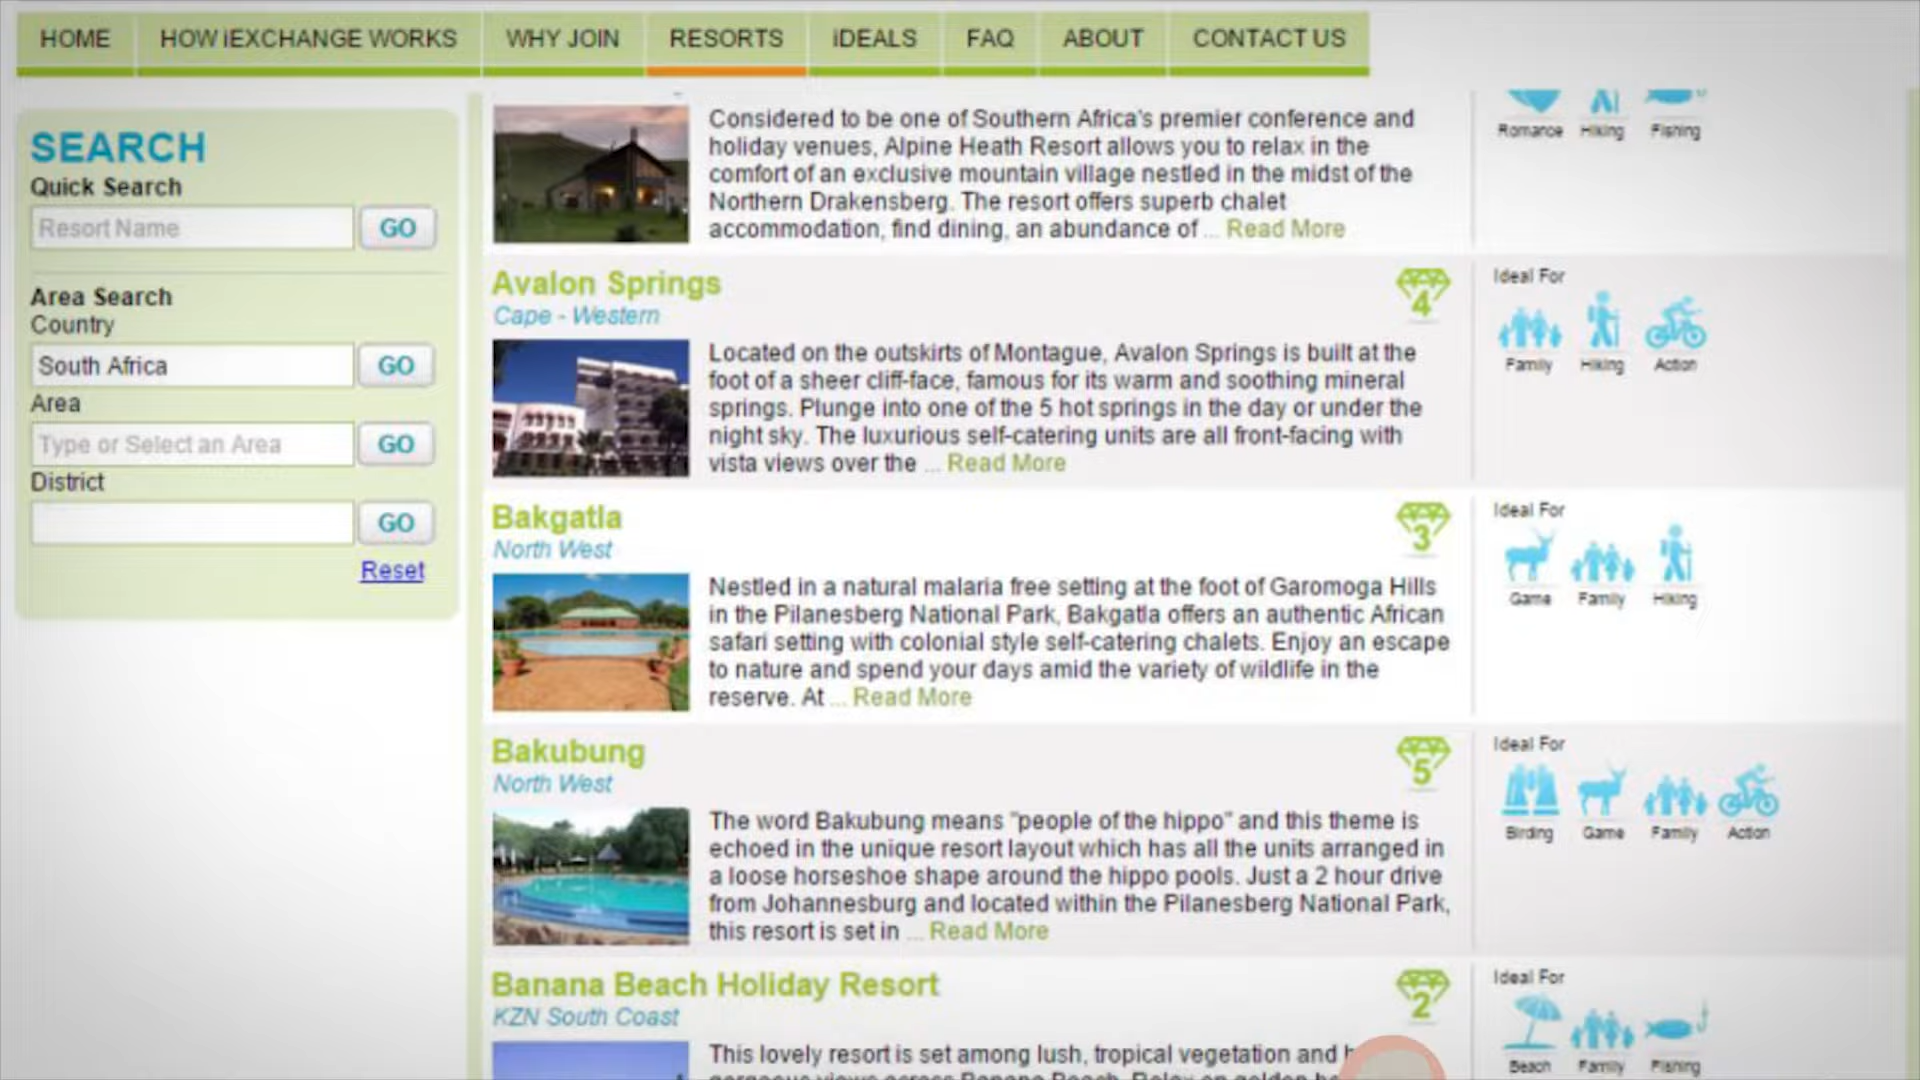 HOME HOW iEXCHANGE WORKS WHY JOIN RESORTS iDEALS FAQ ABOUT CONTACT US
SEARCH
Quick Search
Resort Name GO
Area Search
Country
South Africa GO
Area
Type or Select an Area GO
District
GO
Reset
Considered to be one of Southern Africa's premier conference and
holiday venues, Alpine Heath Resort allows you to relax in the
comfort of an exclusive mountain village nestled in the midst of the
Northern Drakensberg. The resort offers superb chalet
accommodation, find dining, an abundance of ... Read More
Romance Hiking Fishing
Avalon Springs
Cape - Western
4
Located on the outskirts of Montague, Avalon Springs is built at the
foot of a sheer cliff-face, famous for its warm and soothing mineral
springs. Plunge into one of the 5 hot springs in the day or under the
night sky. The luxurious self-catering units are all front-facing with
vista views over the ... Read More
Ideal For
Family Hiking Action
Bakgatla
North West
3
Nestled in a natural malaria free setting at the foot of Garomoga Hills
in the Pilanesberg National Park, Bakgatla offers an authentic African
safari setting with colonial style self-catering chalets. Enjoy an escape
to nature and spend your days amid the variety of wildlife in the
reserve. At ... Read More
Ideal For
Game Family Hiking
Bakubung
North West
5
The word Bakubung means "people of the hippo" and this theme is
echoed in the unique resort layout which has all the units arranged in
a loose horseshoe shape around the hippo pools. Just a 2 hour drive
from Johannesburg and located within the Pilanesberg National Park,
this resort is set in ... Read More
Ideal For
Birding Game Family Action
Banana Beach Holiday Resort
KZN South Coast
2
This lovely resort is set among lush, tropical vegetation and
gorgeous views across Banana Beach. Relax on golden
Ideal For
Beach Family Fishing